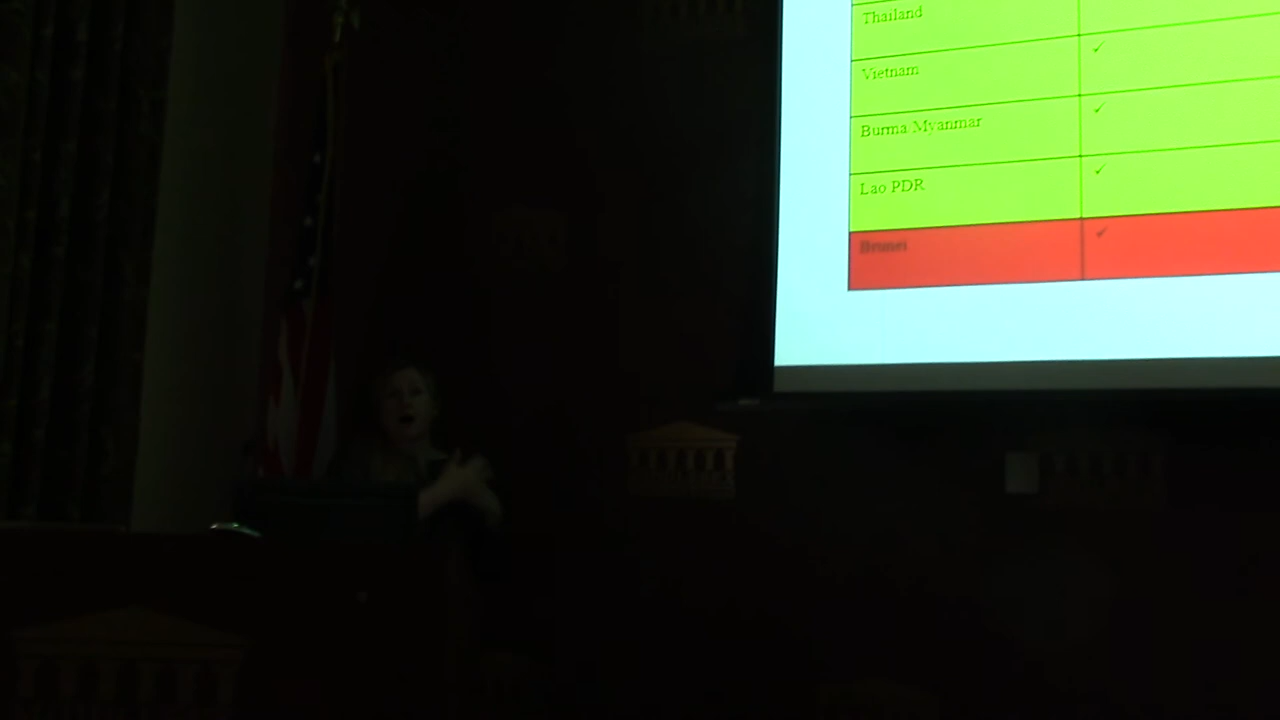 Thailand
Vietnam ✓
Burma Myanmar ✓
Lao PDR ✓
Brunei ✓